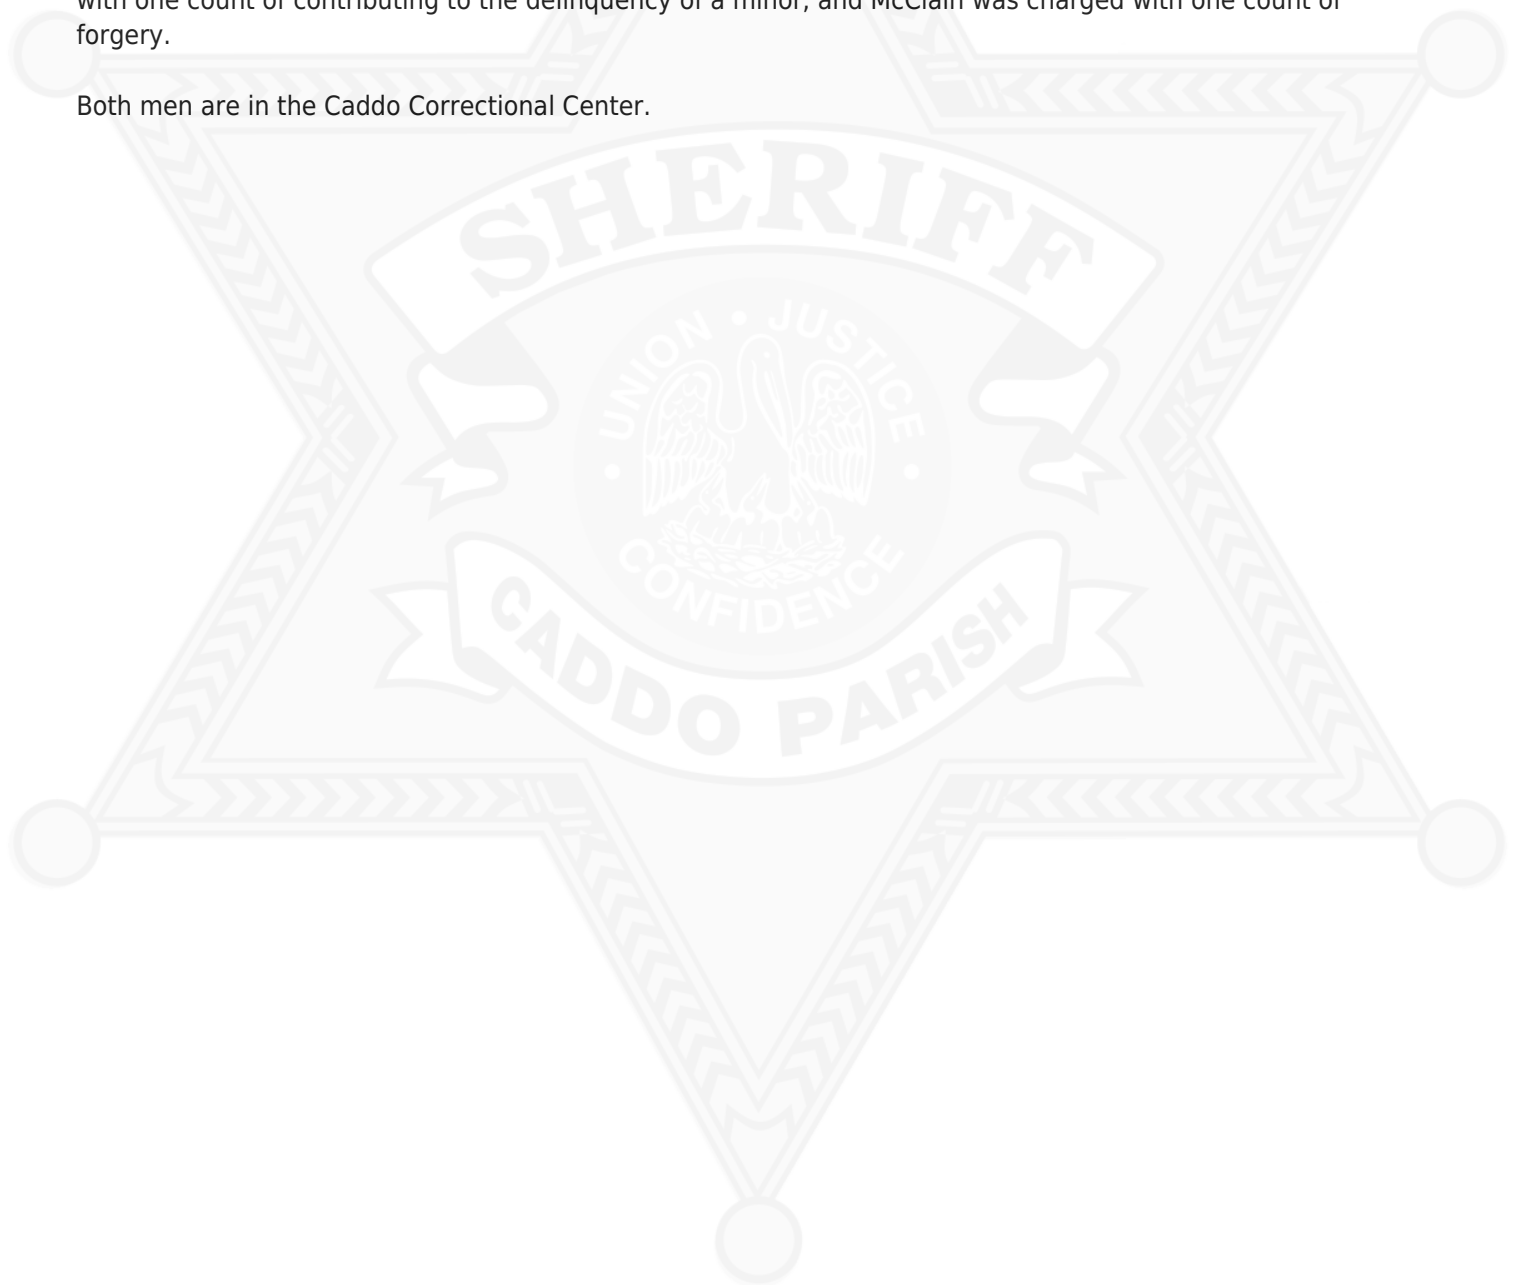 with one count of contributing to the delinquency of a minor, and McClain was charged with one count of
forgery.
Both men are in the Caddo Correctional Center.
SHERIFF
UNION • JUSTICE
CONFIDENCE
CADDO PARISH